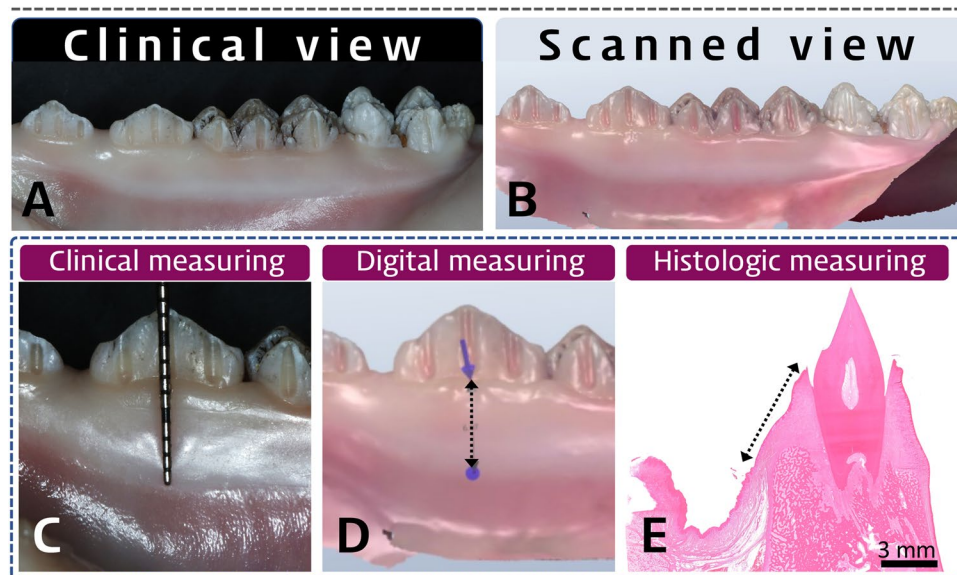 Clinical view
Scanned view
A
B
Clinical measuring
Digital measuring
Histologic measuring
C
D
E
3 mm